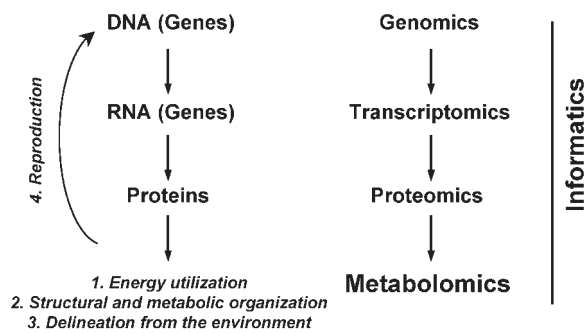 DNA (Genes)
RNA (Genes)
Proteins
1. Energy utilization
2. Structural and metabolic organization
3. Delineation from the environment
4. Reproduction
Genomics
Transcriptomics
Proteomics
Metabolomics
Informatics